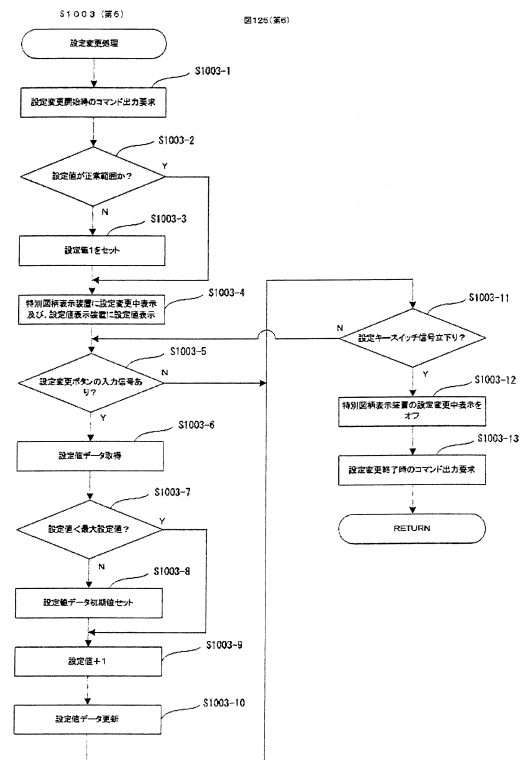 S1003 (第6)
図125(第6)
設定変更処理
S1003-1
設定変更開始時のコマンド出力要求
S1003-2
設定値が正常範囲か?
Y
N
S1003-3
設定値1をセット
S1003-4
特別図柄表示装置に設定変更中表示
及び、設定値表示装置に設定値表示
S1003-5
設定変更ボタンの入力信号あ
り?
N
Y
S1003-6
設定値データ取得
S1003-7
設定値<最大設定値?
Y
N
S1003-8
設定値データ初期値セット
S1003-9
設定値+1
S1003-10
設定値データ更新
S1003-11
設定キースイッチ信号立下り?
N
Y
S1003-12
特別図柄表示装置の設定変更中表示を
オフ
S1003-13
設定変更終了時のコマンド出力要求
RETURN